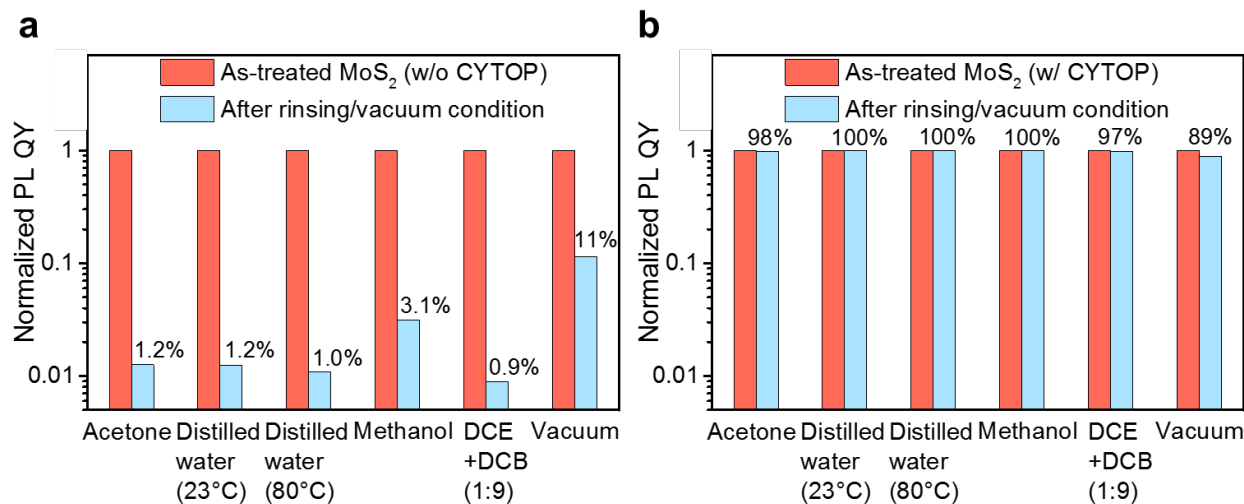 a
As-treated MoS₂ (w/o CYTOP)
After rinsing/vacuum condition
Normalized PL QY
1
0.1
0.01
1.2%
1.2%
1.0%
3.1%
0.9%
11%
Acetone
Distilled
water
(23°C)
Distilled
water
(80°C)
Methanol
DCE
+DCB
(1:9)
Vacuum
b
As-treated MoS₂ (w/ CYTOP)
After rinsing/vacuum condition
Normalized PL QY
1
0.1
0.01
98%
100%
100%
100%
97%
89%
Acetone
Distilled
water
(23°C)
Distilled
water
(80°C)
Methanol
DCE
+DCB
(1:9)
Vacuum